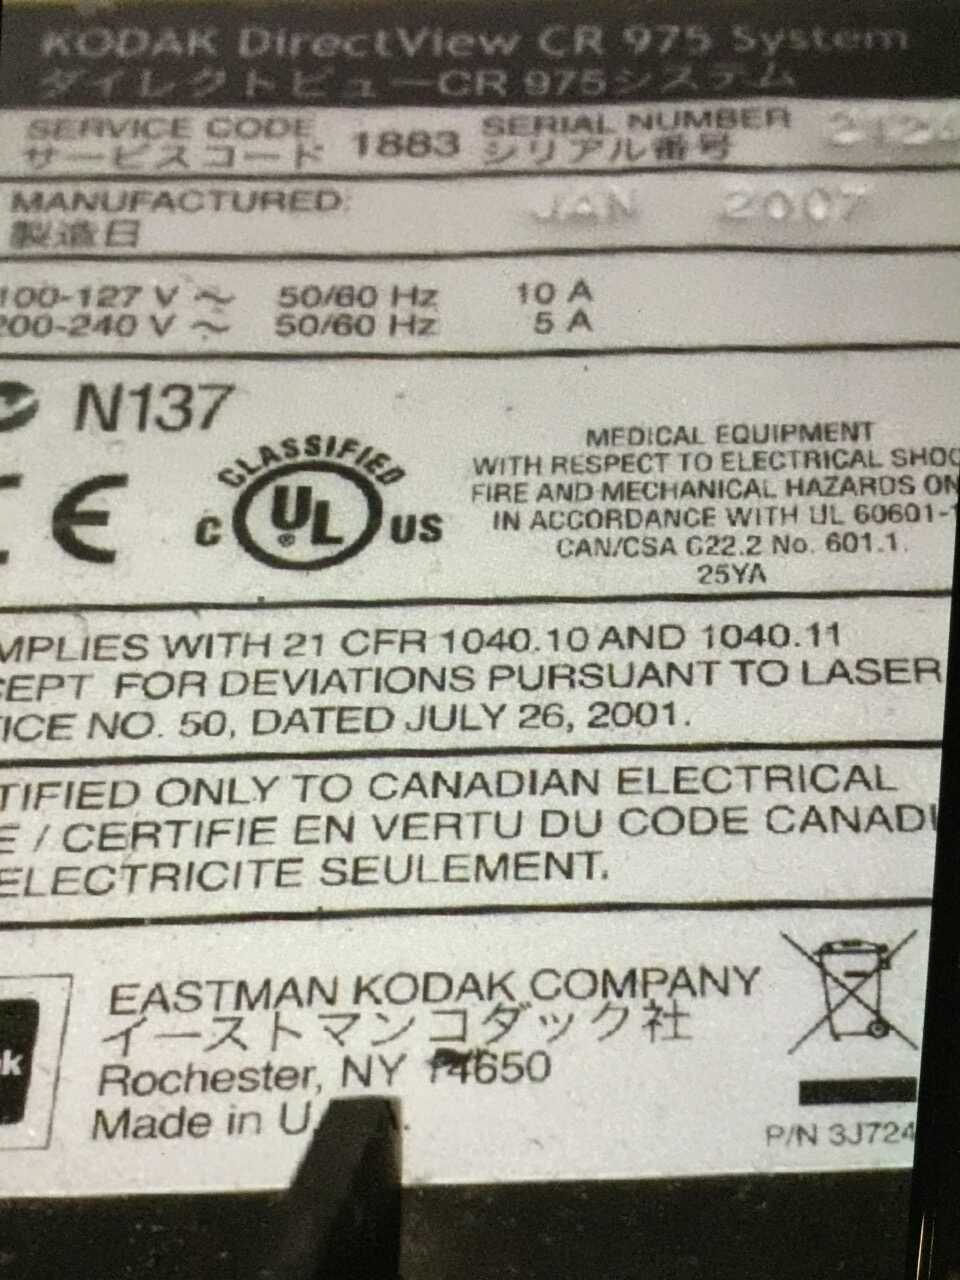 KODAK DirectView CR 975 System
ダイレクトビューCR 975システム
SERVICE CODE 1883 SERIAL NUMBER
サービスコード シリアル番号
MANUFACTURED: JAN 2007
製造日
100-127 V ～ 50/60 Hz 10 A
200-240 V ～ 50/60 Hz 5 A
N137
CE
CLASSIFIED
C UL® US
MEDICAL EQUIPMENT
WITH RESPECT TO ELECTRICAL SHOC
FIRE AND MECHANICAL HAZARDS ON
IN ACCORDANCE WITH UL 60601-1
CAN/CSA C22.2 No. 601.1.
25YA
MPLIES WITH 21 CFR 1040.10 AND 1040.11
CEPT FOR DEVIATIONS PURSUANT TO LASER
ICE NO. 50, DATED JULY 26, 2001.
TIFIED ONLY TO CANADIAN ELECTRICAL
E / CERTIFIE EN VERTU DU CODE CANADI
ELECTRICITE SEULEMENT.
EASTMAN KODAK COMPANY
イーストマン コダック社
Rochester, NY 14650
Made in U.
P/N 3J724